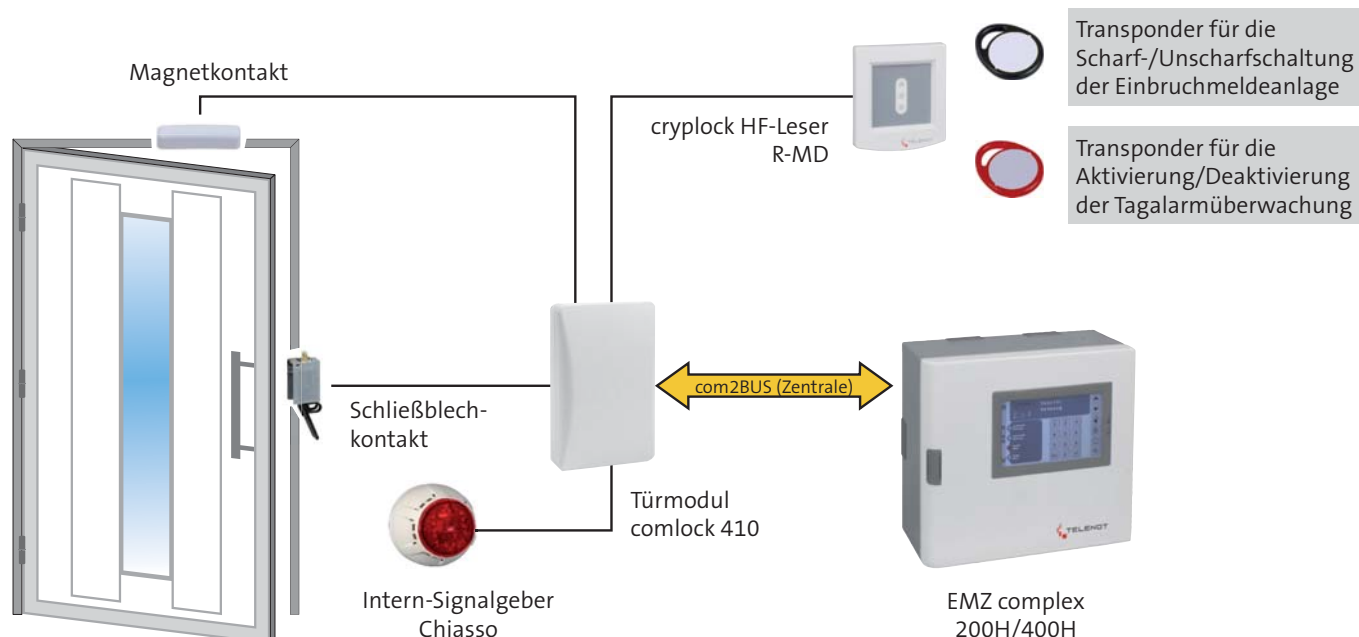 Magnetkontakt
cryplock HF-Leser
R-MD
TELENOT
Transponder für die
Scharf-/Unscharfschaltung
der Einbruchmeldeanlage
Transponder für die
Aktivierung/Deaktivierung
der Tagalarmüberwachung
Schließblech-
kontakt
com2BUS (Zentrale)
Türmodul
comlock 410
TELENOT
Intern-Signalgeber
Chiasso
EMZ complex
200H/400H